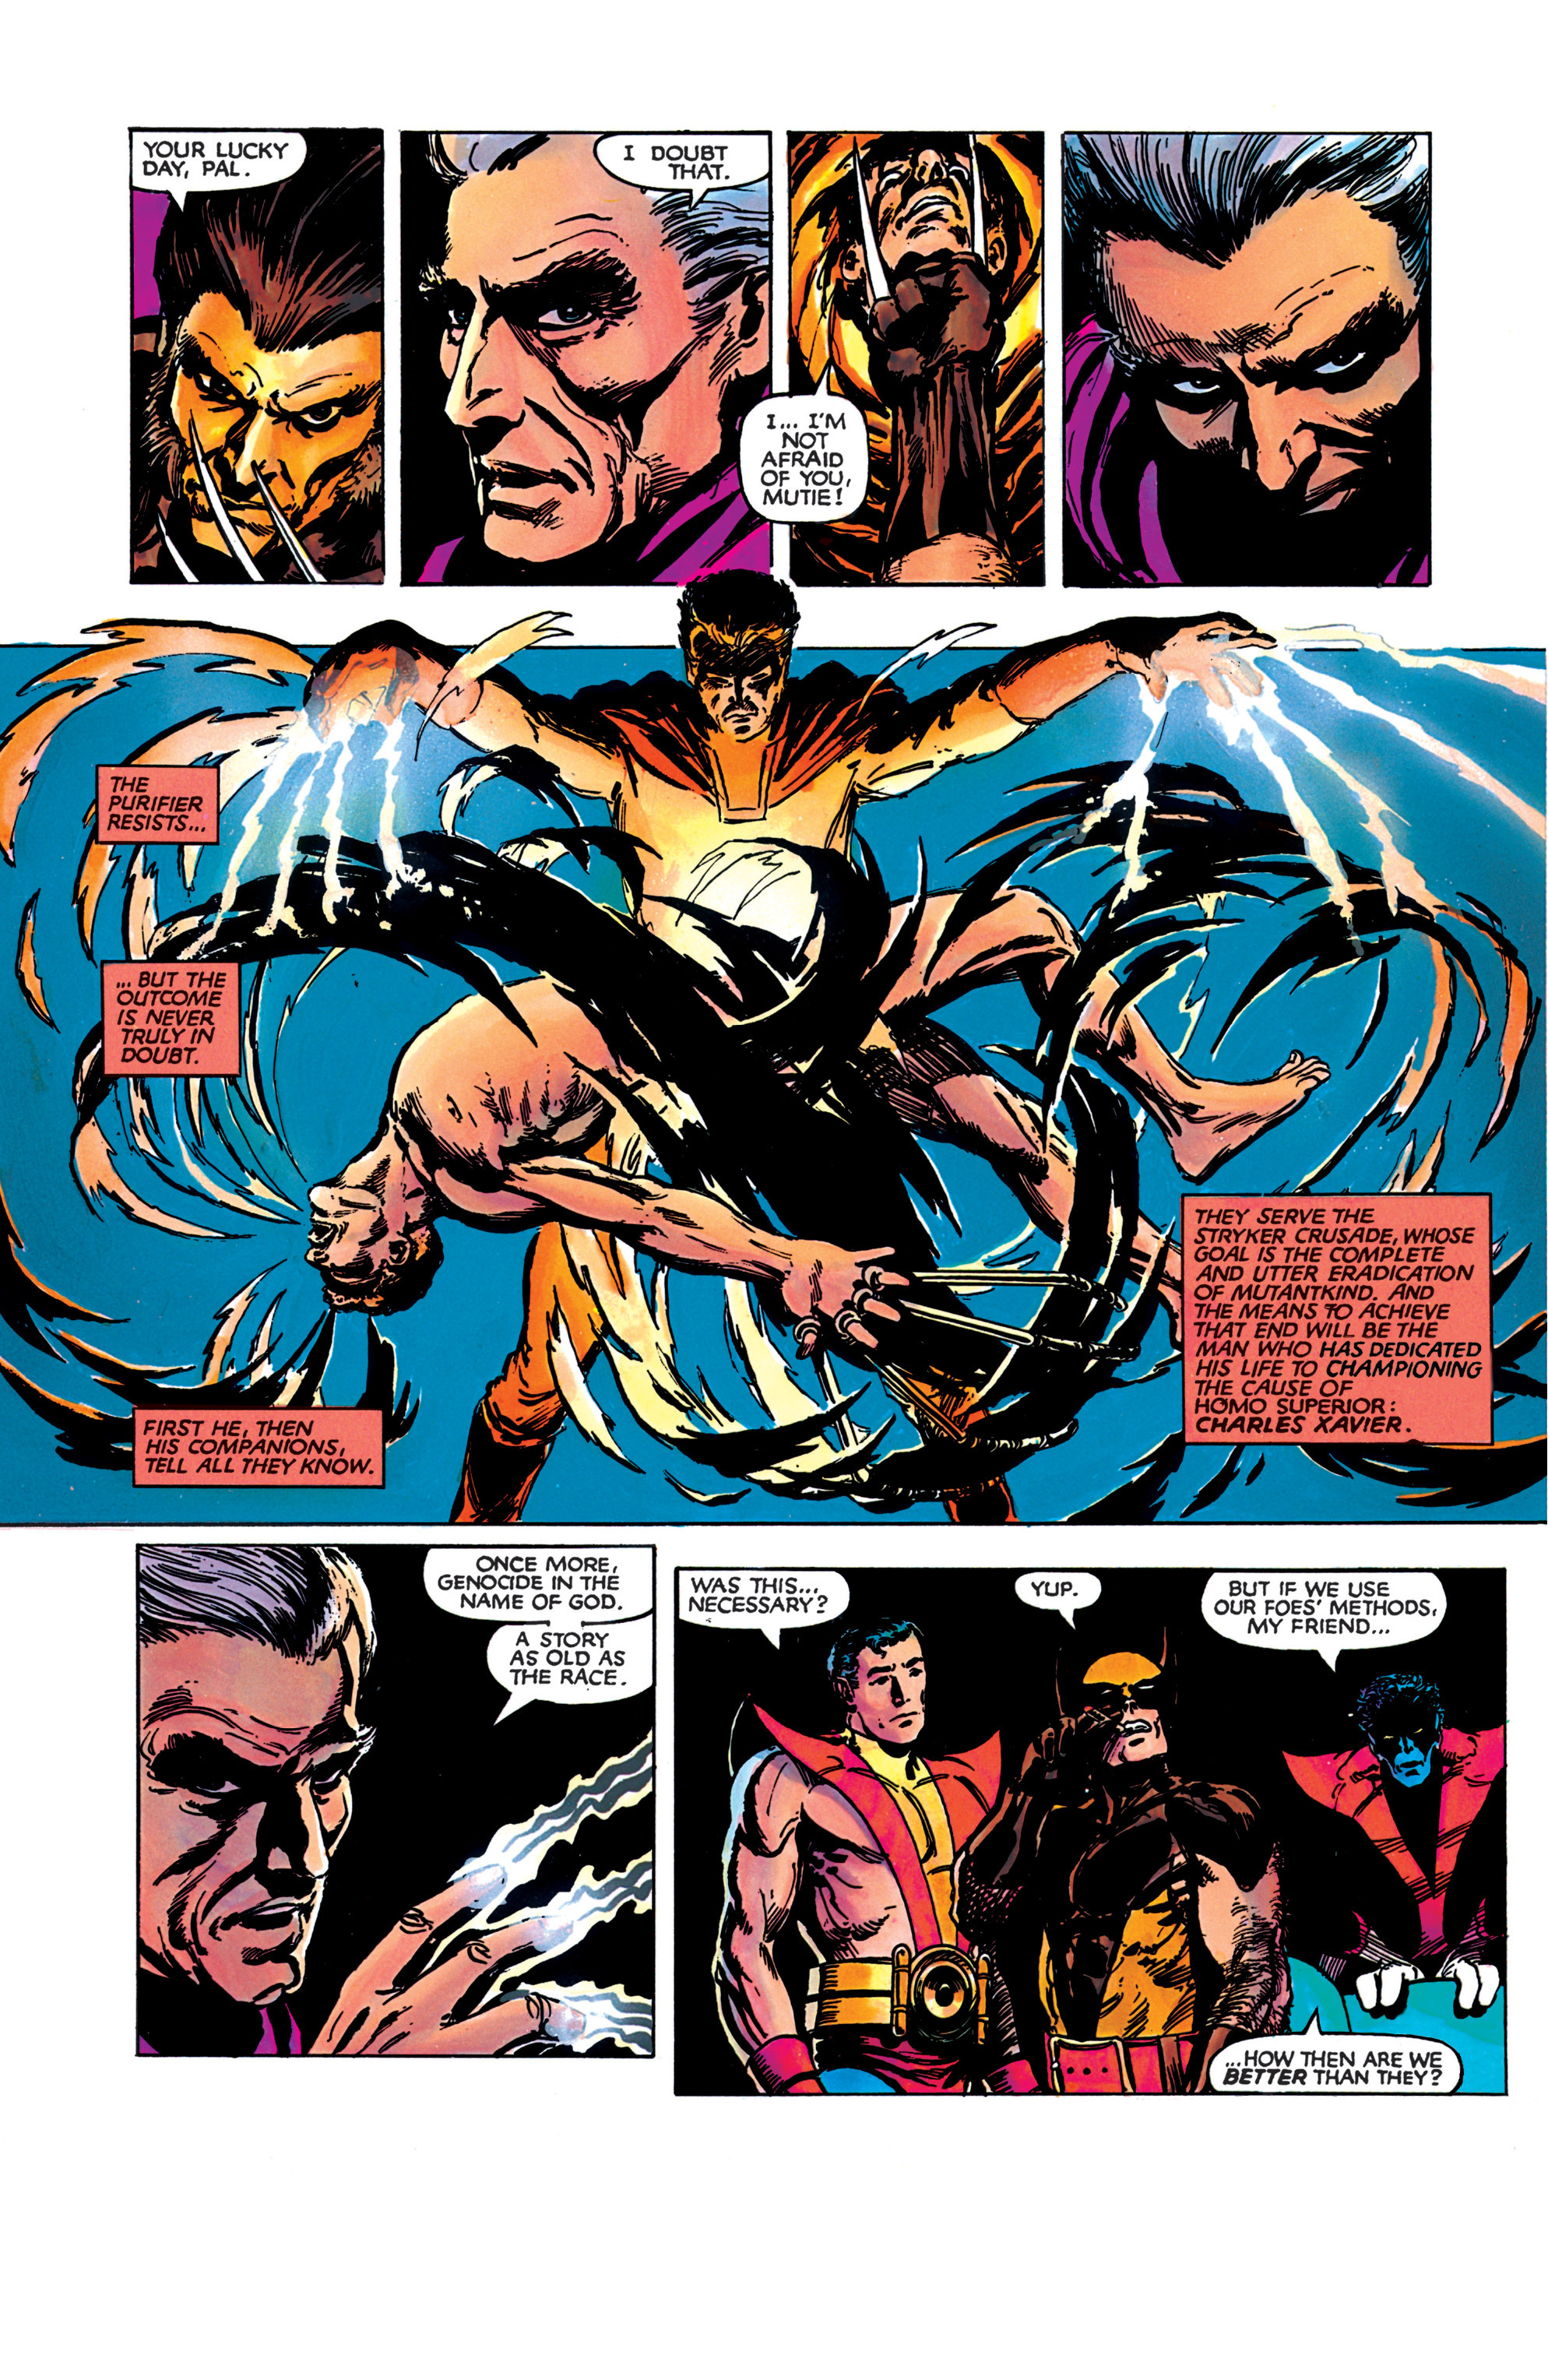 YOUR LUCKY
DAY, PAL.
I DOUBT
THAT.
I... I'M
NOT
AFRAID
OF YOU,
MUTIE!
THE
PURIFIER
RESISTS...
... BUT THE
OUTCOME
IS NEVER
TRULY IN
DOUBT.
FIRST HE, THEN
HIS COMPANIONS,
TELL ALL THEY KNOW.
THEY SERVE THE
STRYKER CRUSADE, WHOSE
GOAL IS THE COMPLETE
AND UTTER ERADICATION
OF MUTANTKIND. AND
THE MEANS TO ACHIEVE
THAT END WILL BE THE
MAN WHO HAS DEDICATED
HIS LIFE TO CHAMPIONING
THE CAUSE OF
HOMO SUPERIOR:
CHARLES XAVIER.
ONCE MORE,
GENOCIDE IN THE
NAME OF GOD.
A STORY
AS OLD AS
THE RACE.
WAS THIS...
NECESSARY?
YUP.
BUT IF WE USE
OUR FOES' METHODS,
MY FRIEND...
...HOW THEN ARE WE
BETTER THAN THEY?